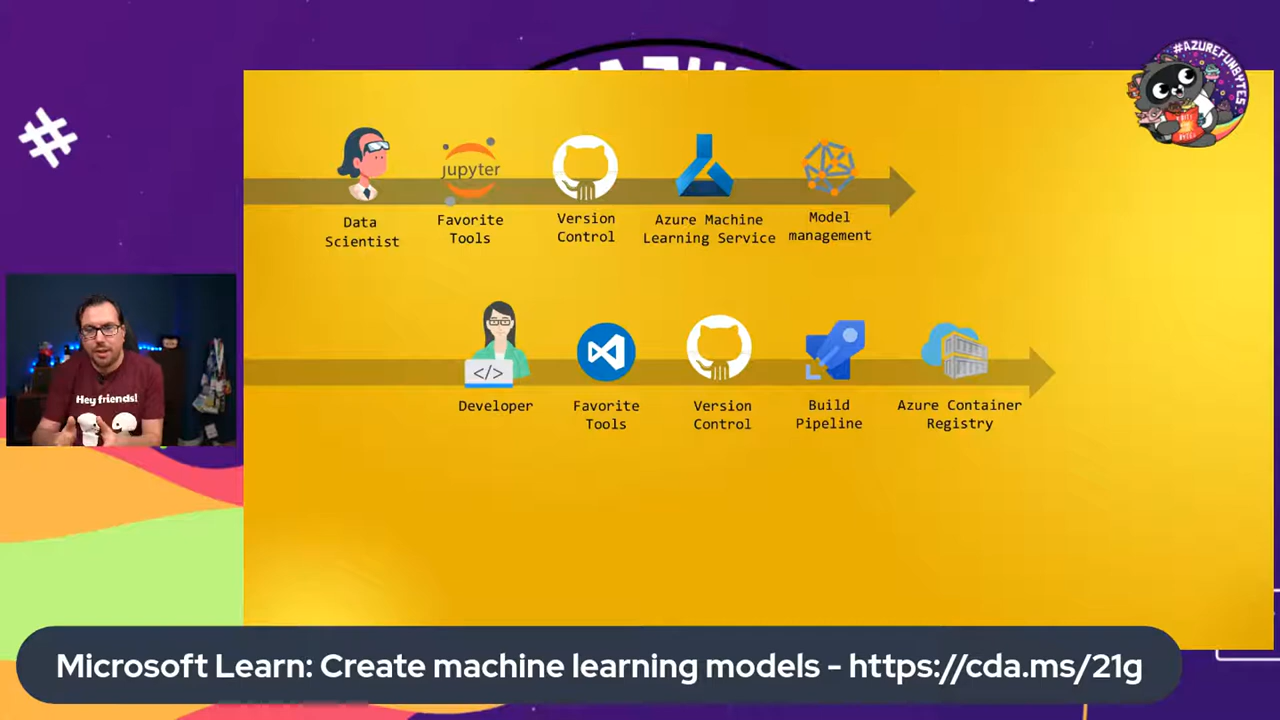 #AZUREFUNBYTES
#
jupyter
Data
Scientist
Favorite
Tools
Version
Control
Azure Machine
Learning Service
Model
management
</>
Developer
Favorite
Tools
Version
Control
Build
Pipeline
Azure Container
Registry
Hey friends!
Microsoft Learn: Create machine learning models - https://cda.ms/21g